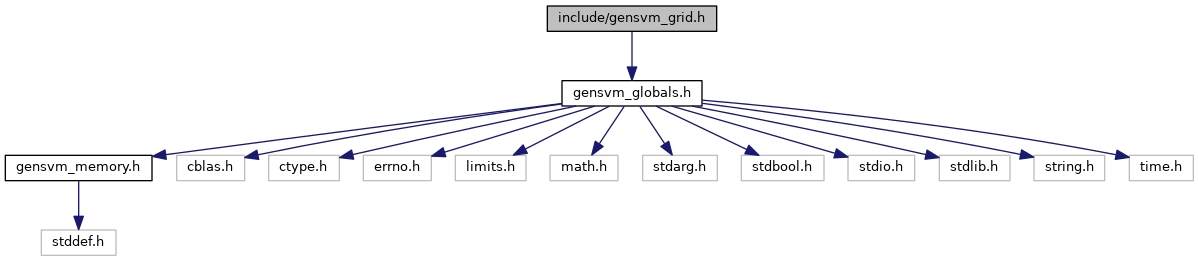 include/gensvm_grid.h
gensvm_globals.h
gensvm_memory.h
cblas.h
ctype.h
errno.h
limits.h
math.h
stdarg.h
stdbool.h
stdio.h
stdlib.h
string.h
time.h
stddef.h